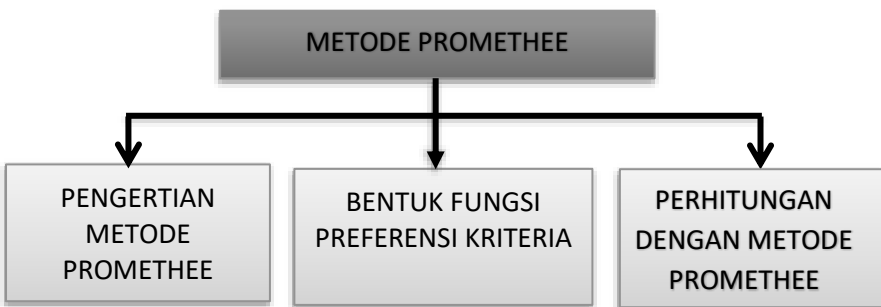 METODE PROMETHEE
PENGERTIAN
METODE
PROMETHEE
BENTUK FUNGSI
PREFERENSI KRITERIA
PERHITUNGAN
DENGAN METODE
PROMETHEE